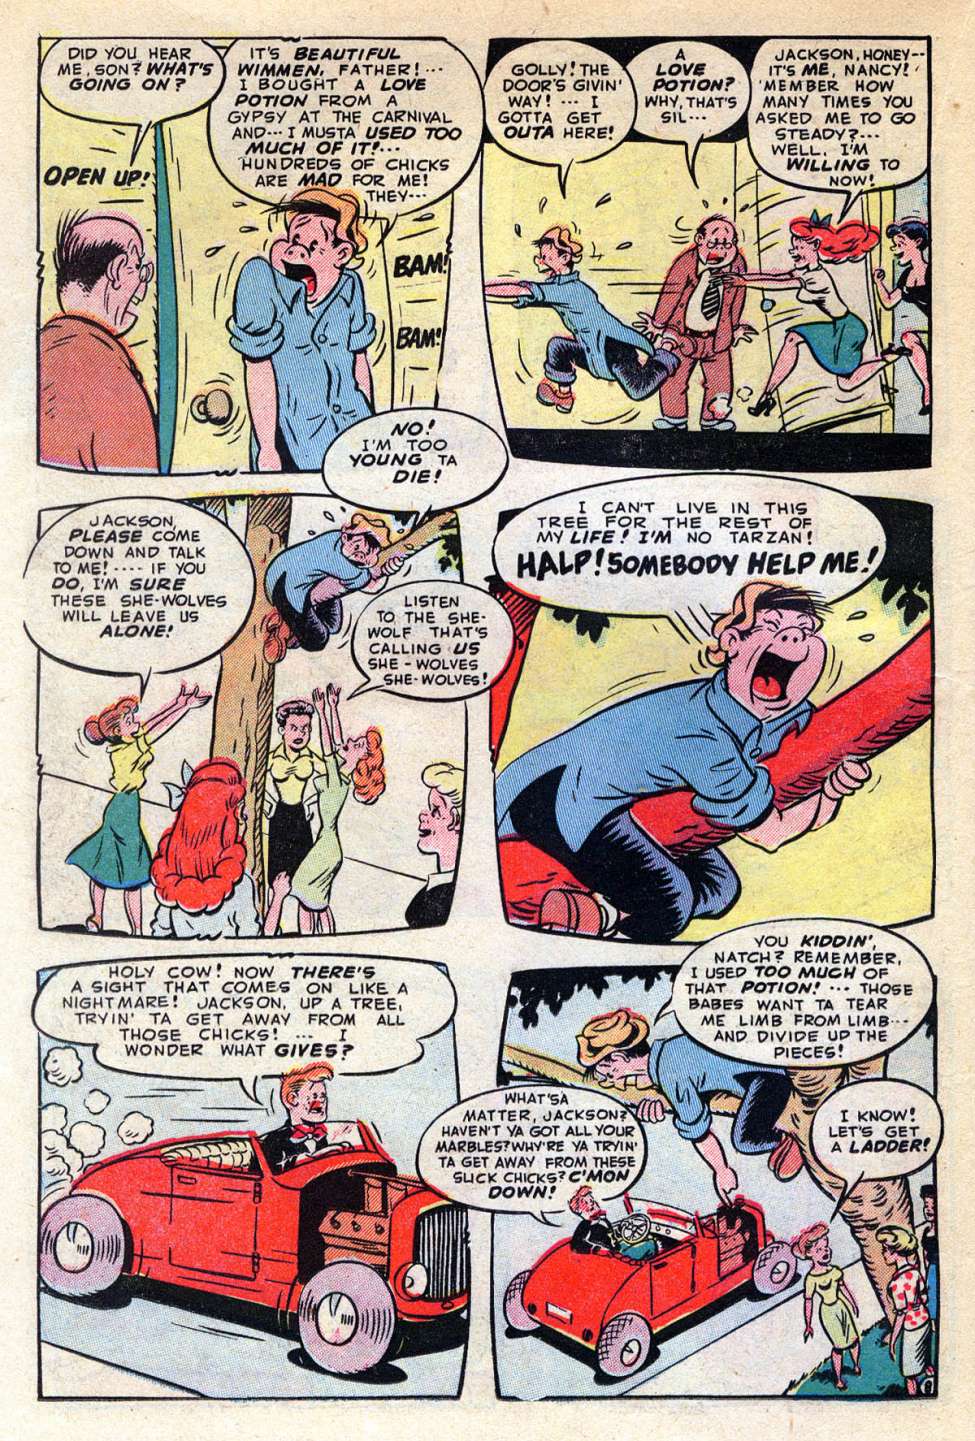 DID YOU HEAR
ME, SON? WHAT'S
GOING ON?
OPEN UP!
IT'S BEAUTIFUL
WIMMEN, FATHER!...
I BOUGHT A LOVE
POTION FROM A
GYPSY AT THE CARNIVAL
AND--- I MUSTA USED TOO
MUCH OF IT!...
HUNDREDS OF CHICKS
ARE MAD FOR ME!
THEY---
BAM!
BAM!
GOLLY! THE
DOOR'S GIVIN'
WAY! ... I
GOTTA GET
OUTA HERE!
A
LOVE
POTION?
WHY, THAT'S
SIL...
JACKSON, HONEY--
IT'S ME, NANCY!
'MEMBER HOW
MANY TIMES YOU
ASKED ME TO GO
STEADY?...
WELL, I'M
WILLING TO
NOW!
JACKSON,
PLEASE COME
DOWN AND TALK
TO ME! .... IF YOU
DO, I'M SURE
THESE SHE-WOLVES
WILL LEAVE US
ALONE!
NO!
I'M TOO
YOUNG TA
DIE!
LISTEN
TO THE SHE-
WOLF THAT'S
CALLING US
SHE-WOLVES
SHE-WOLVES!
I CAN'T LIVE IN THIS
TREE FOR THE REST OF
MY LIFE! I'M NO TARZAN!
HALP! SOMEBODY HELP ME!
HOLY COW! NOW THERE'S
A SIGHT THAT COMES ON LIKE A
NIGHTMARE! JACKSON, UP A TREE,
TRYIN' TA GET AWAY FROM ALL
THOSE CHICKS! ... I
WONDER WHAT GIVES?
YOU KIDDIN',
NATCH? REMEMBER,
I USED TOO MUCH OF
THAT POTION! ... THOSE
BABES WANT TA TEAR
ME LIMB FROM LIMB...
AND DIVIDE UP THE
PIECES!
WHAT'SA
MATTER, JACKSON?
HAVEN'T YA GOT ALL YOUR
MARBLES? WHY'RE YA TRYIN'
TA GET AWAY FROM THESE
SLICK CHICKS? C'MON
DOWN!
I KNOW!
LET'S GET
A LADDER!